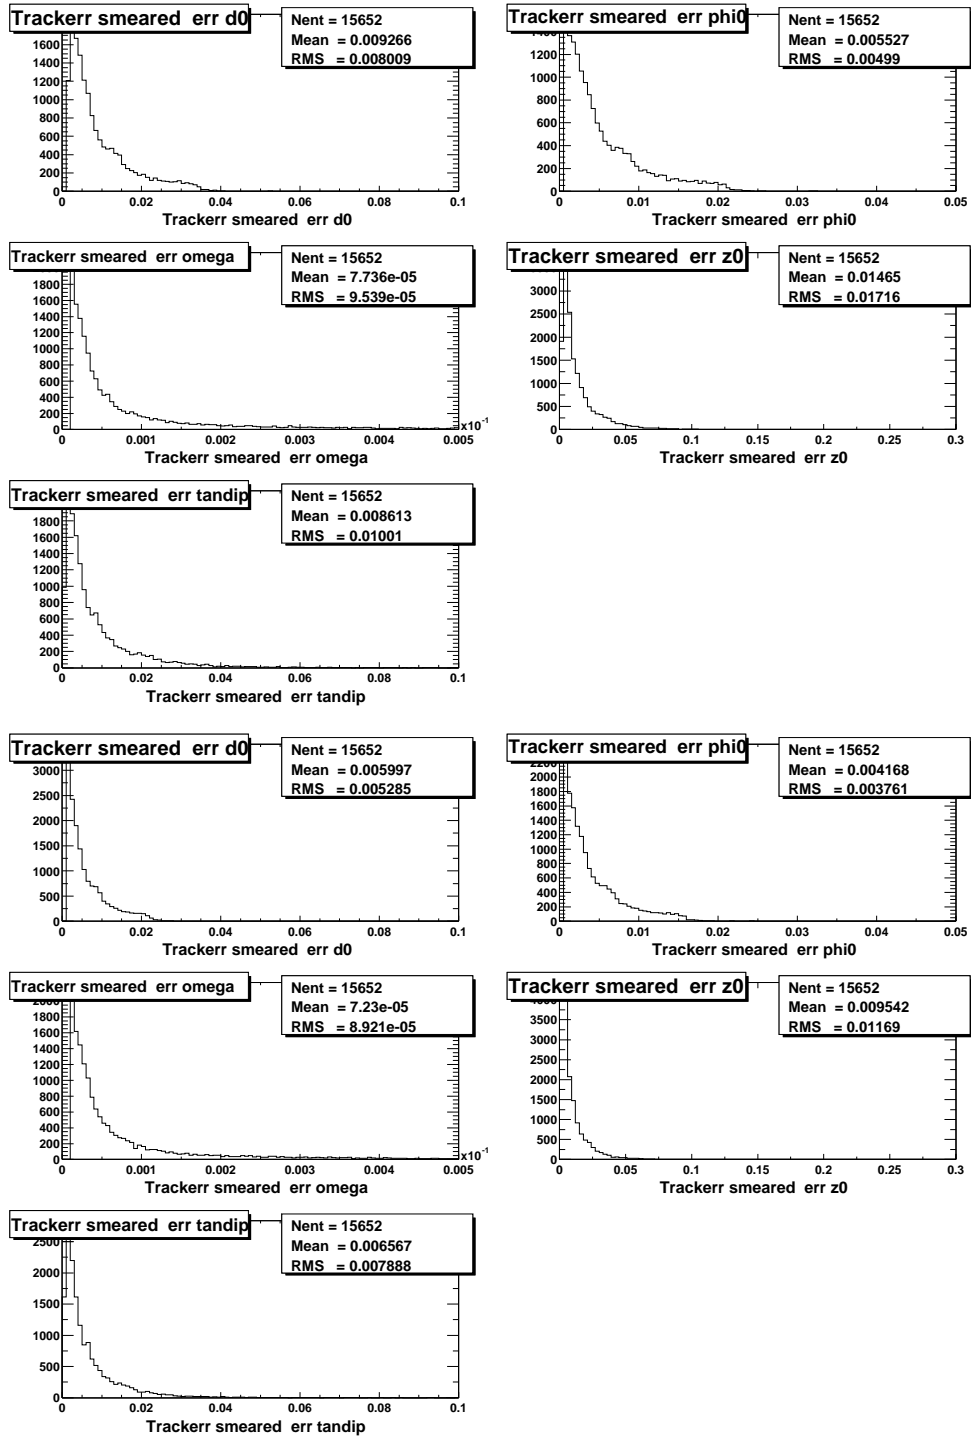 Trackerr smeared err d0
Nent = 15652
Mean = 0.009266
RMS = 0.008009
1600
1400
1200
1000
800
600
400
200
0
0 0.02 0.04 0.06 0.08 0.1
Trackerr smeared err d0
Trackerr smeared err phi0
Nent = 15652
Mean = 0.005527
RMS = 0.00499
1200
1000
800
600
400
200
0
0 0.01 0.02 0.03 0.04 0.05
Trackerr smeared err phi0
Trackerr smeared err omega
Nent = 15652
Mean = 7.736e-05
RMS = 9.539e-05
1800
1600
1400
1200
1000
800
600
400
200
0
0 0.001 0.002 0.003 0.004 0.005
x10-1
Trackerr smeared err omega
Trackerr smeared err z0
Nent = 15652
Mean = 0.01465
RMS = 0.01716
3000
2500
2000
1500
1000
500
0
0 0.05 0.1 0.15 0.2 0.25 0.3
Trackerr smeared err z0
Trackerr smeared err tandip
Nent = 15652
Mean = 0.008613
RMS = 0.01001
1800
1600
1400
1200
1000
800
600
400
200
0
0 0.02 0.04 0.06 0.08 0.1
Trackerr smeared err tandip
Trackerr smeared err d0
Nent = 15652
Mean = 0.005997
RMS = 0.005285
3000
2500
2000
1500
1000
500
0
0 0.02 0.04 0.06 0.08 0.1
Trackerr smeared err d0
Trackerr smeared err phi0
Nent = 15652
Mean = 0.004168
RMS = 0.003761
2200
2000
1800
1600
1400
1200
1000
800
600
400
200
0
0 0.01 0.02 0.03 0.04 0.05
Trackerr smeared err phi0
Trackerr smeared err omega
Nent = 15652
Mean = 7.23e-05
RMS = 8.921e-05
2000
1800
1600
1400
1200
1000
800
600
400
200
0
0 0.001 0.002 0.003 0.004 0.005
x10-1
Trackerr smeared err omega
Trackerr smeared err z0
Nent = 15652
Mean = 0.009542
RMS = 0.01169
4000
3500
3000
2500
2000
1500
1000
500
0
0 0.05 0.1 0.15 0.2 0.25 0.3
Trackerr smeared err z0
Trackerr smeared err tandip
Nent = 15652
Mean = 0.006567
RMS = 0.007888
2500
2000
1500
1000
500
0
0 0.02 0.04 0.06 0.08 0.1
Trackerr smeared err tandip